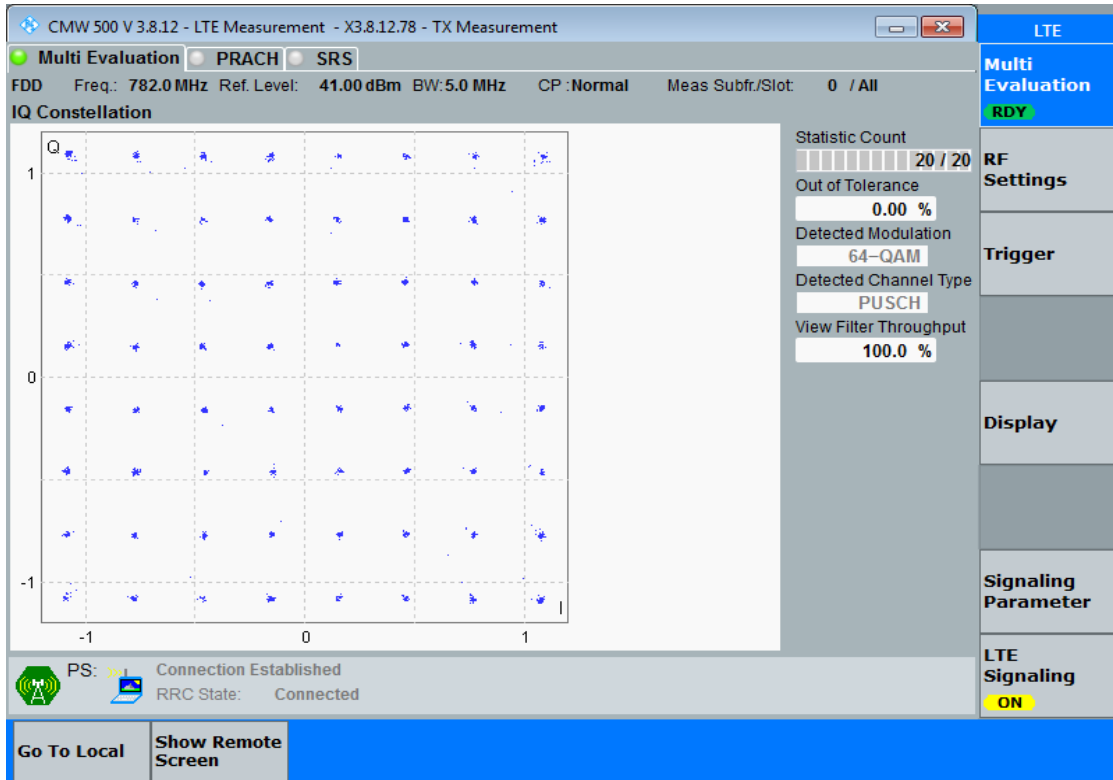 CMW 500 V 3.8.12 - LTE Measurement - X3.8.12.78 - TX Measurement
LTE
Multi Evaluation PRACH SRS
FDD Freq.: 782.0 MHz Ref. Level: 41.00 dBm BW: 5.0 MHz CP : Normal Meas Subfr./Slot: 0 / All
IQ Constellation
Q
1
0
-1
-1 0 1
I
Statistic Count
20 / 20
Out of Tolerance
0.00 %
Detected Modulation
64-QAM
Detected Channel Type
PUSCH
View Filter Throughput
100.0 %
Multi
Evaluation
RDY
RF
Settings
Trigger
Display
Signaling
Parameter
LTE
Signaling
ON
PS: Connection Established
RRC State: Connected
Go To Local
Show Remote
Screen